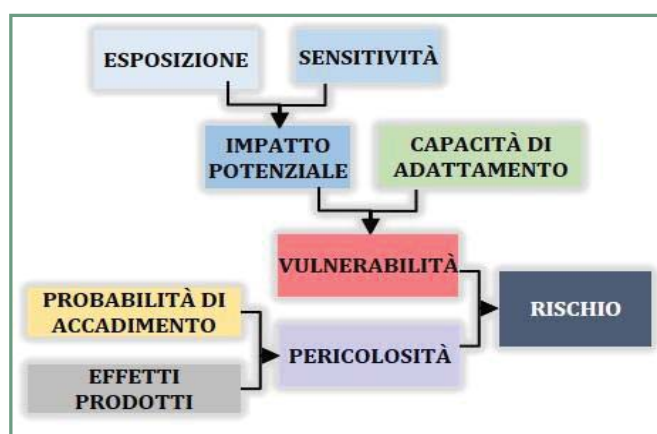 ESPOSIZIONE
SENSITIVITÀ
IMPATTO
POTENZIALE
CAPACITÀ DI
ADATTAMENTO
VULNERABILITÀ
PROBABILITÀ DI
ACCADIMENTO
RISCHIO
PERICOLOSITÀ
EFFETTI
PRODOTTI